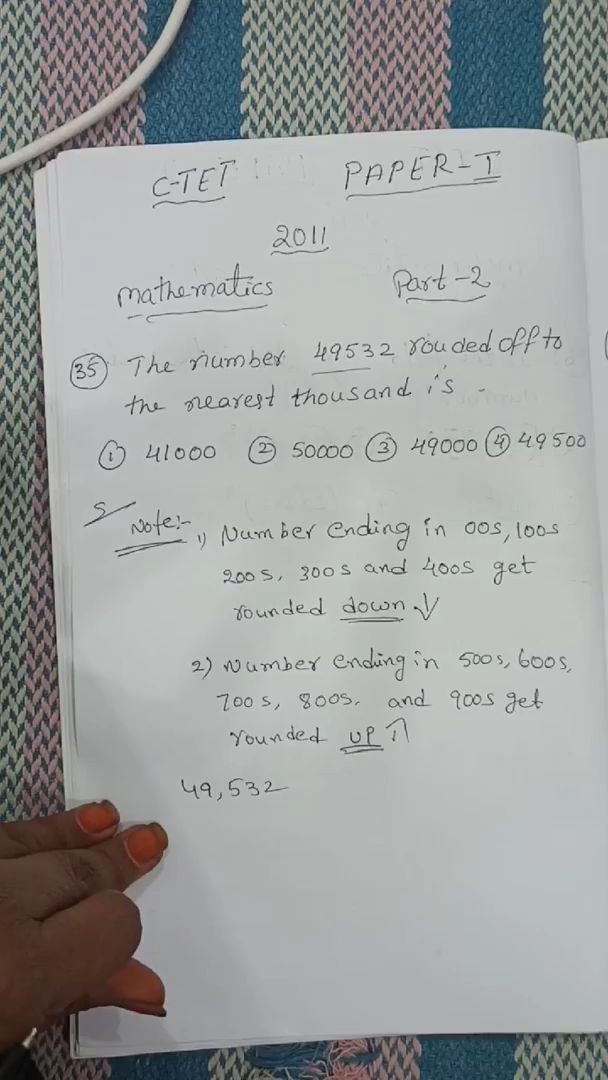 C-TET PAPER-I
2011
Mathematics Part-2
35 The number 49532 rouded off to
the nearest thousand is -
1 41000 2 50000 3 49000 4 49500
Note:- 1) Number ending in 00s, 100s
200s, 300s and 400s get
rounded down ↓
2) Number ending in 500s, 600s,
700s, 800s. and 900s get
rounded UP ↑
49,532